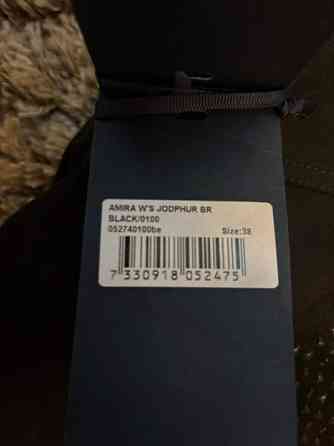 AMIRA W'S JODPHUR BR
BLACK/0100
052740100be Size:38
7 330918 052475